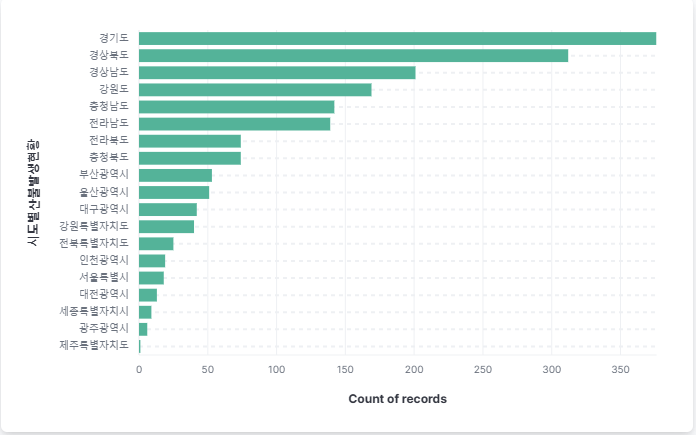 경기도
경상북도
경상남도
강원도
충청남도
전라남도
전라북도
충청북도
부산광역시
울산광역시
대구광역시
강원특별자치도
전북특별자치도
인천광역시
서울특별시
대전광역시
세종특별자치시
광주광역시
제주특별자치도
시도별산불발생현황
0 50 100 150 200 250 300 350
Count of records